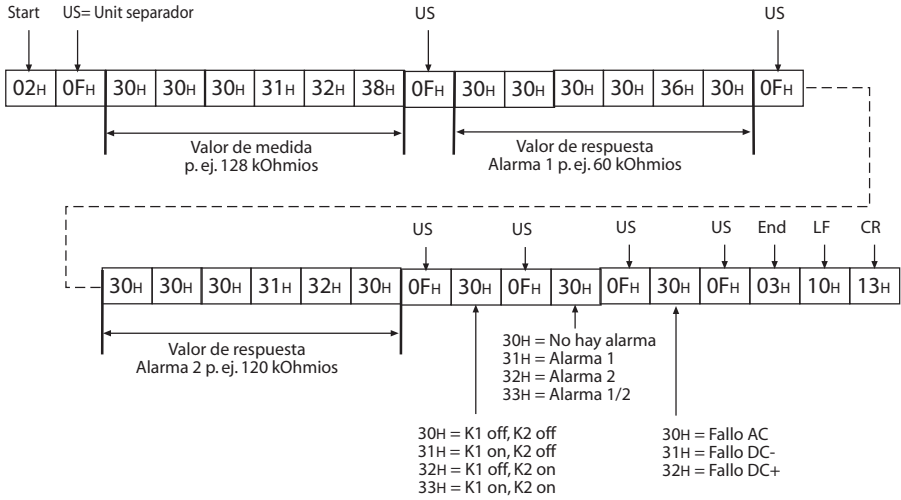 Start US= Unit separador US US
02H 0FH 30H 30H 30H 31H 32H 38H 0FH 30H 30H 30H 30H 36H 30H 0FH
Valor de medida
p. ej. 128 kOhmios
Valor de respuesta
Alarma 1 p. ej. 60 kOhmios
US US US US End LF CR
30H 30H 30H 31H 32H 30H 0FH 30H 0FH 30H 0FH 30H 0FH 03H 10H 13H
Valor de respuesta
Alarma 2 p. ej. 120 kOhmios
30H = No hay alarma
31H = Alarma 1
32H = Alarma 2
33H = Alarma 1/2
30H = K1 off, K2 off
31H = K1 on, K2 off
32H = K1 off, K2 on
33H = K1 on, K2 on
30H = Fallo AC
31H = Fallo DC-
32H = Fallo DC+